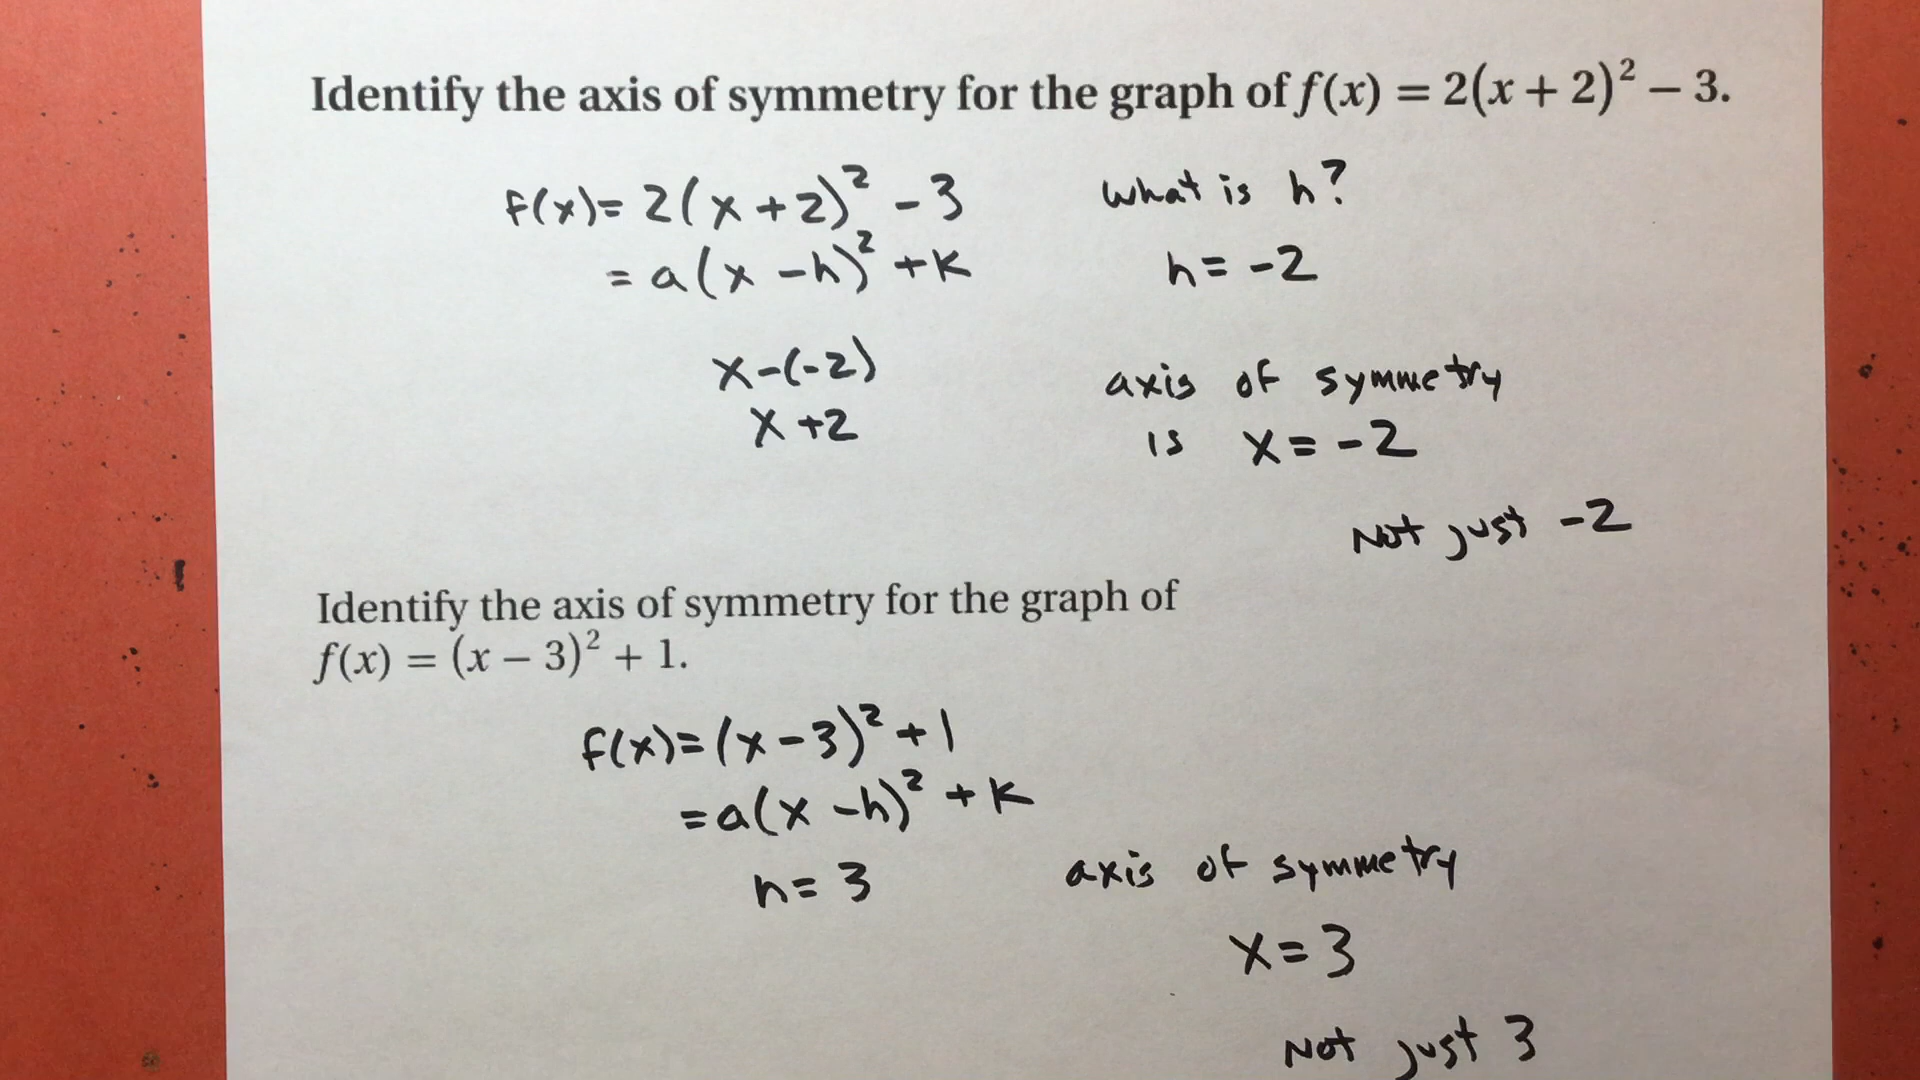 Identify the axis of symmetry for the graph of f(x) = 2(x + 2)² − 3.
f(x)= 2(x+2)² -3
= a(x-h)² +k
x-(-2)
x+2
what is h?
h= -2
axis of symmetry
is x= -2
Not just -2
Identify the axis of symmetry for the graph of
f(x) = (x − 3)² + 1.
f(x)=(x-3)²+1
=a(x-h)² +k
h= 3
axis of symmetry
x=3
Not just 3